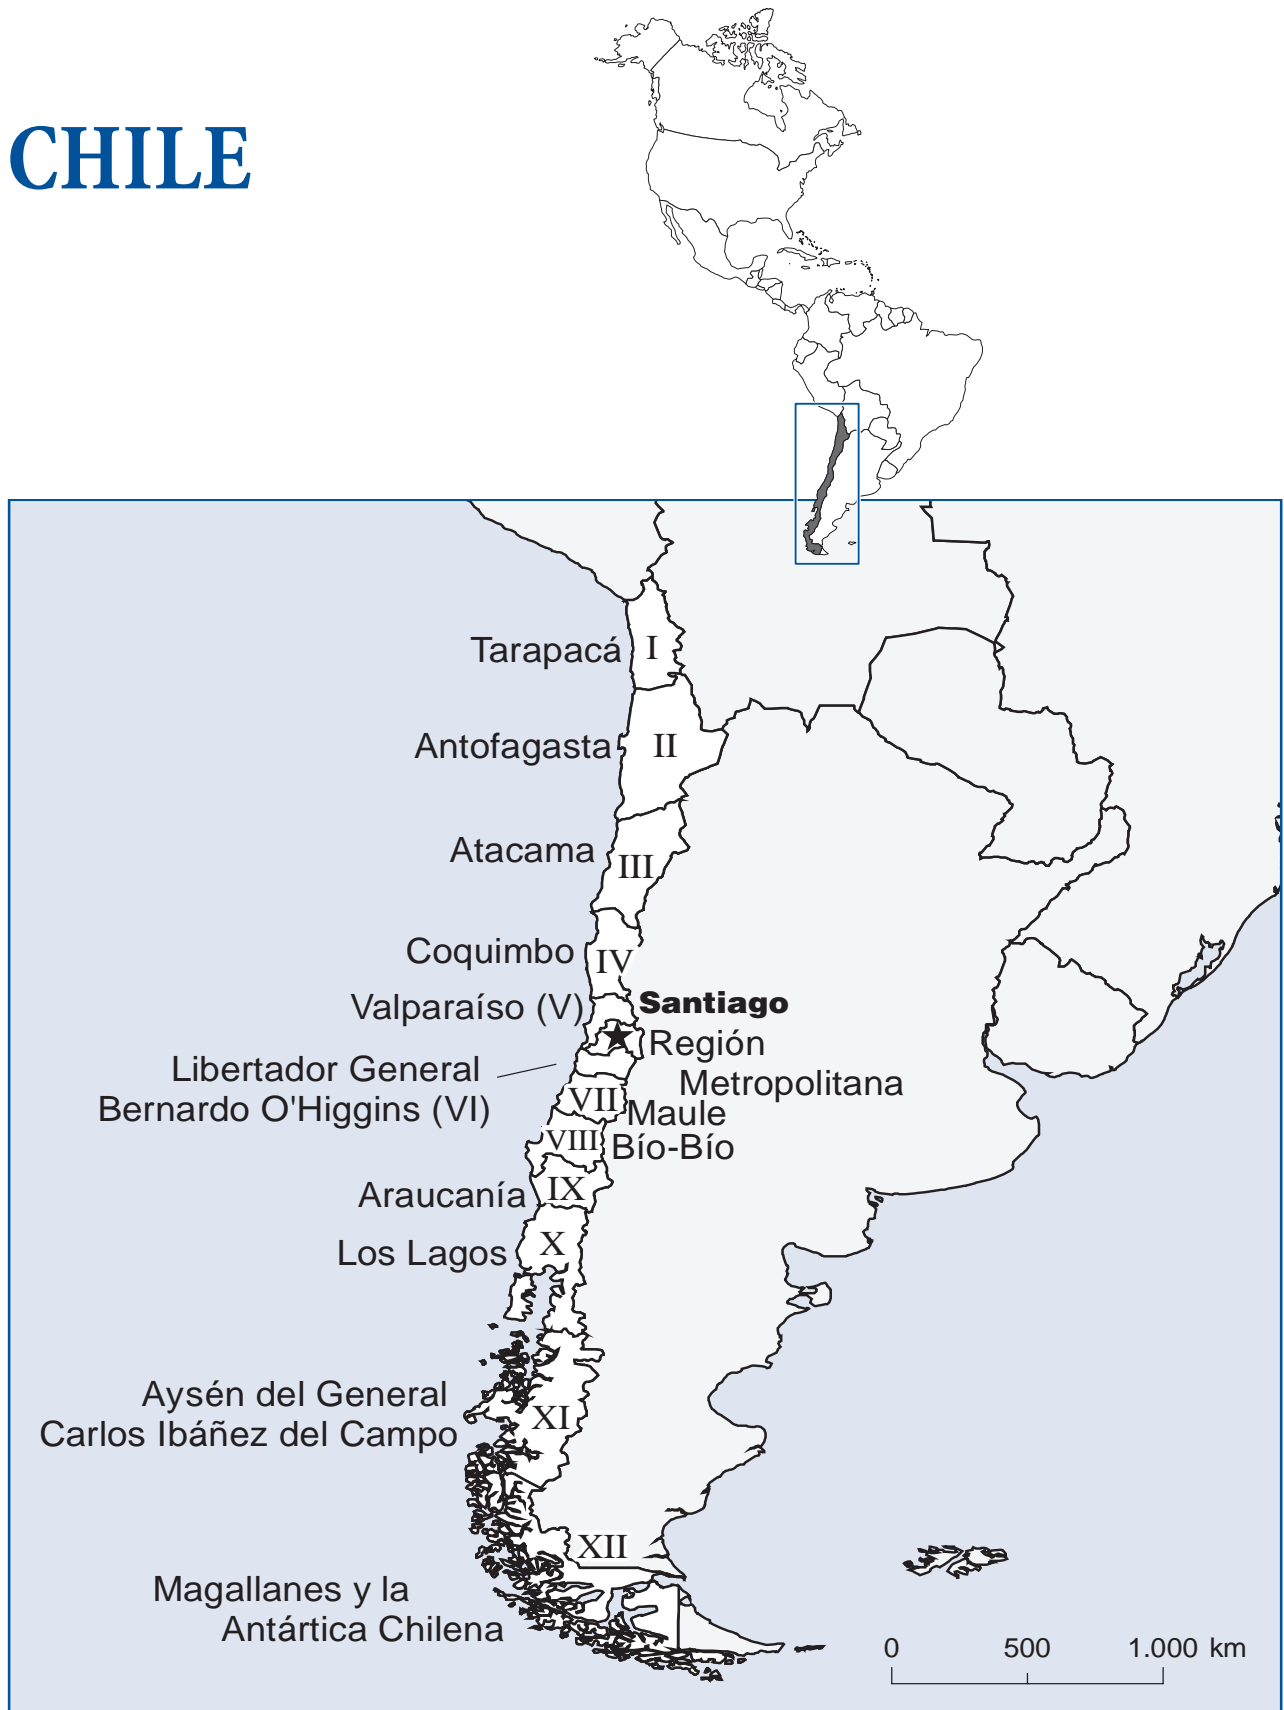 CHILE
Tarapacá
I
Antofagasta
II
Atacama
III
Coquimbo
IV
Valparaíso (V)
Santiago
Región
Metropolitana
Libertador General
Bernardo O'Higgins (VI)
VII
Maule
VIII
Bío-Bío
Araucanía
IX
Los Lagos
X
Aysén del General
Carlos Ibáñez del Campo
XI
XII
Magallanes y la
Antártica Chilena
0 500 1.000 km